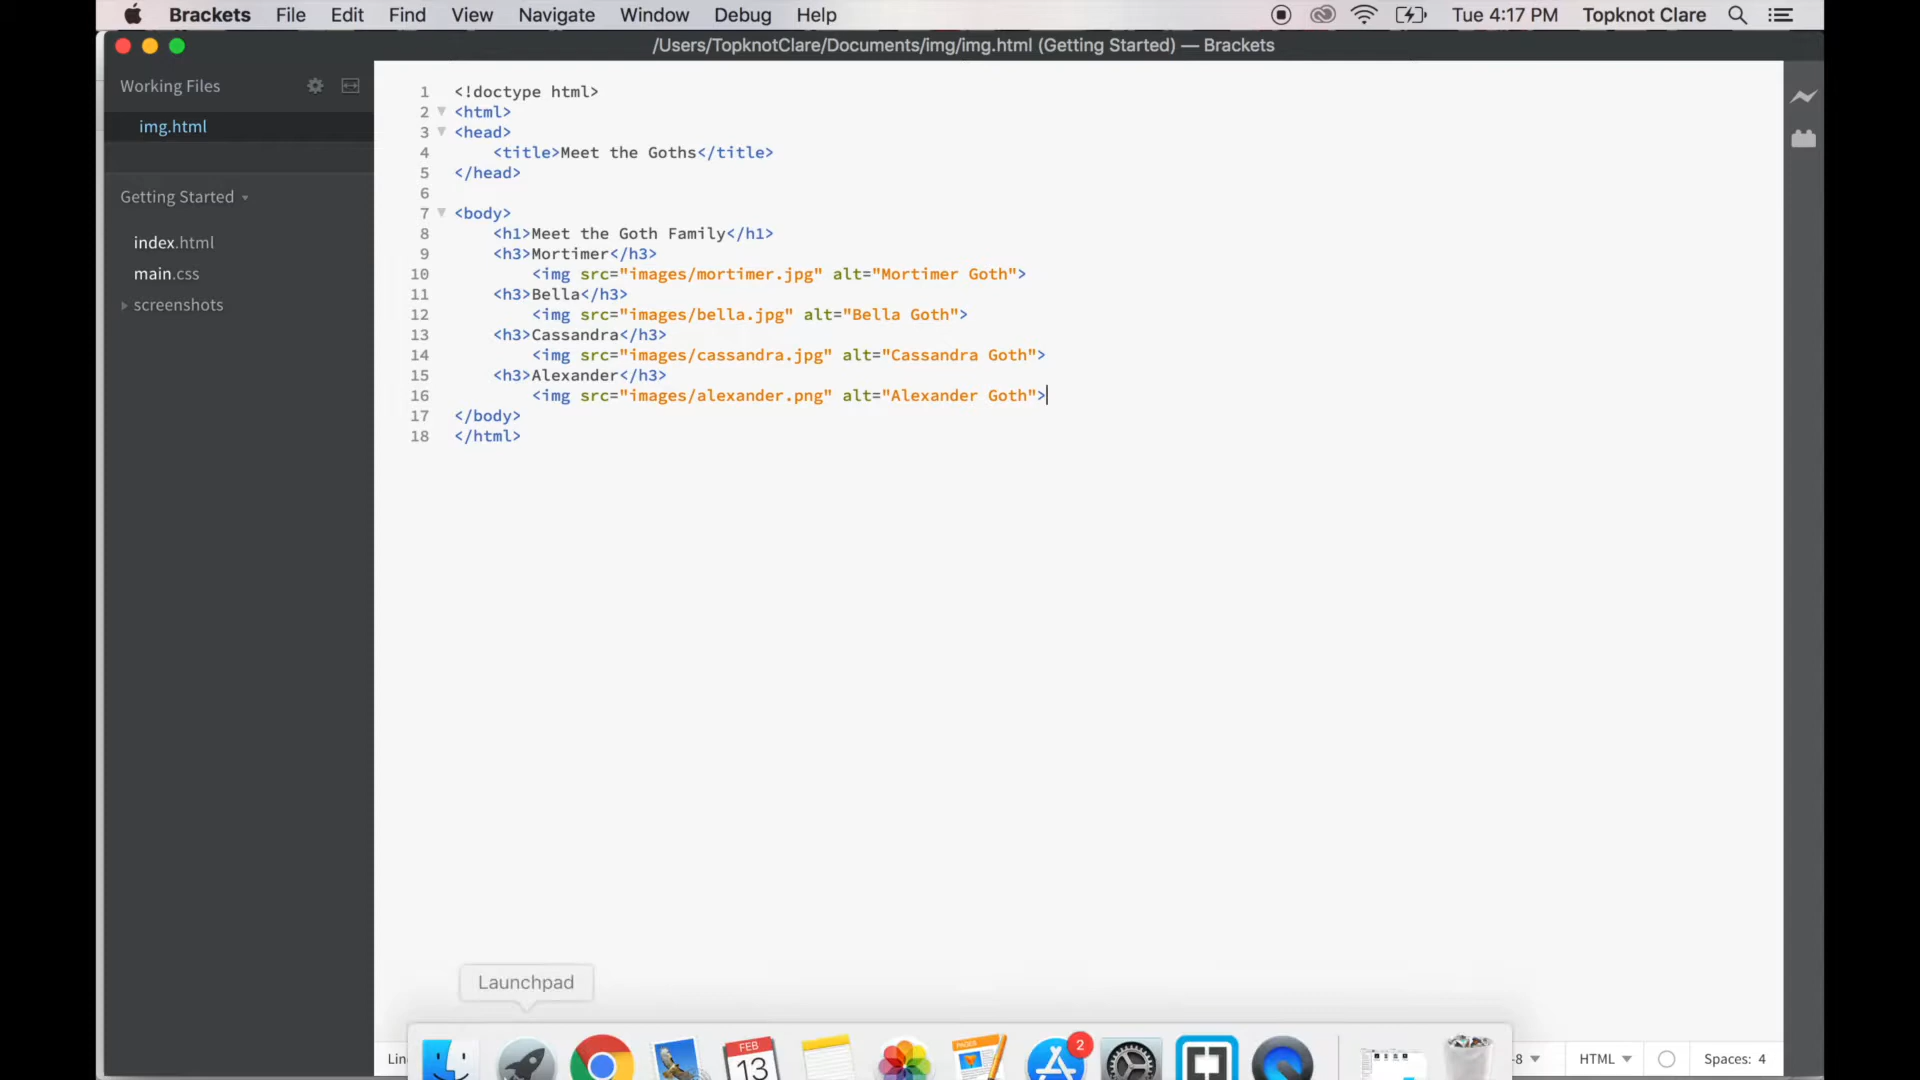 Brackets File Edit Find View Navigate Window Debug Help Tue 4:17 PM Topknot Clare
/Users/TopknotClare/Documents/img/img.html (Getting Started) — Brackets
Working Files
img.html
Getting Started
index.html
main.css
screenshots
1 <!doctype html>
2 <html>
3 <head>
4 <title>Meet the Goths</title>
5 </head>
6
7 <body>
8 <h1>Meet the Goth Family</h1>
9 <h3>Mortimer</h3>
10 <img src="images/mortimer.jpg" alt="Mortimer Goth">
11 <h3>Bella</h3>
12 <img src="images/bella.jpg" alt="Bella Goth">
13 <h3>Cassandra</h3>
14 <img src="images/cassandra.jpg" alt="Cassandra Goth">
15 <h3>Alexander</h3>
16 <img src="images/alexander.png" alt="Alexander Goth">
17 </body>
18 </html>
Launchpad
FEB
13
PAGES
2
Lin
-8 HTML Spaces: 4